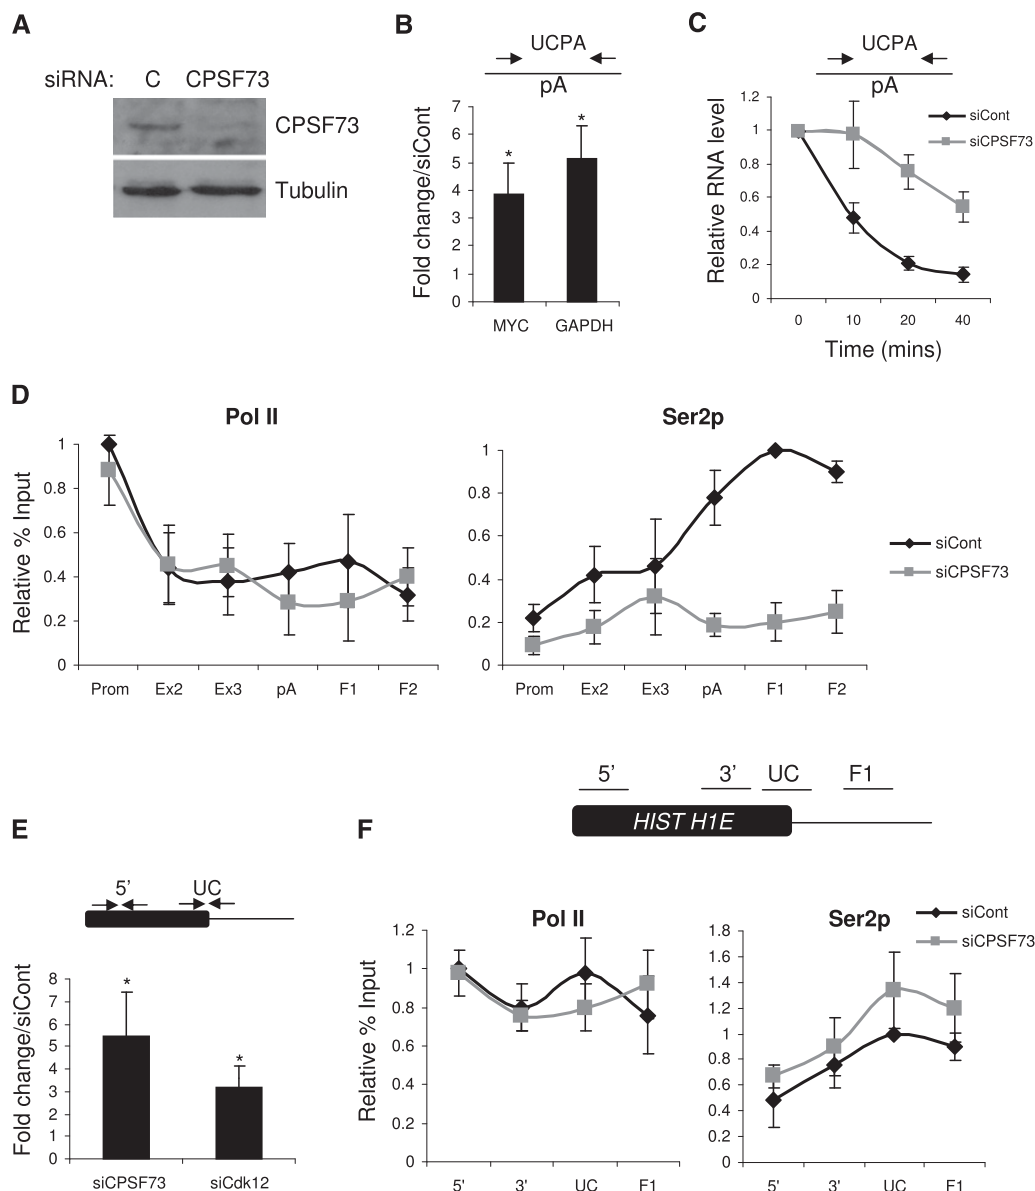 A
siRNA: C CPSF73
CPSF73
Tubulin
B
UCPA
pA
Fold change/siCont
7
6
5
4
3
2
1
0
*
*
MYC GAPDH
C
UCPA
pA
Relative RNA level
1.2
1
0.8
0.6
0.4
0.2
0
siCont
siCPSF73
0 10 20 40
Time (mins)
D
Pol II
Relative % Input
1
0.8
0.6
0.4
0.2
0
Prom Ex2 Ex3 pA F1 F2
Ser2p
1
0.8
0.6
0.4
0.2
0
Prom Ex2 Ex3 pA F1 F2
siCont
siCPSF73
E
5' UC
Fold change/siCont
8
7
6
5
4
3
2
1
0
*
*
siCPSF73 siCdk12
F
5' 3' UC F1
HIST H1E
Pol II
Relative % Input
1.2
1
0.8
0.6
0.4
0.2
0
5' 3' UC F1
Ser2p
siCont
siCPSF73
1.8
1.6
1.4
1.2
1
0.8
0.6
0.4
0.2
0
5' 3' UC F1